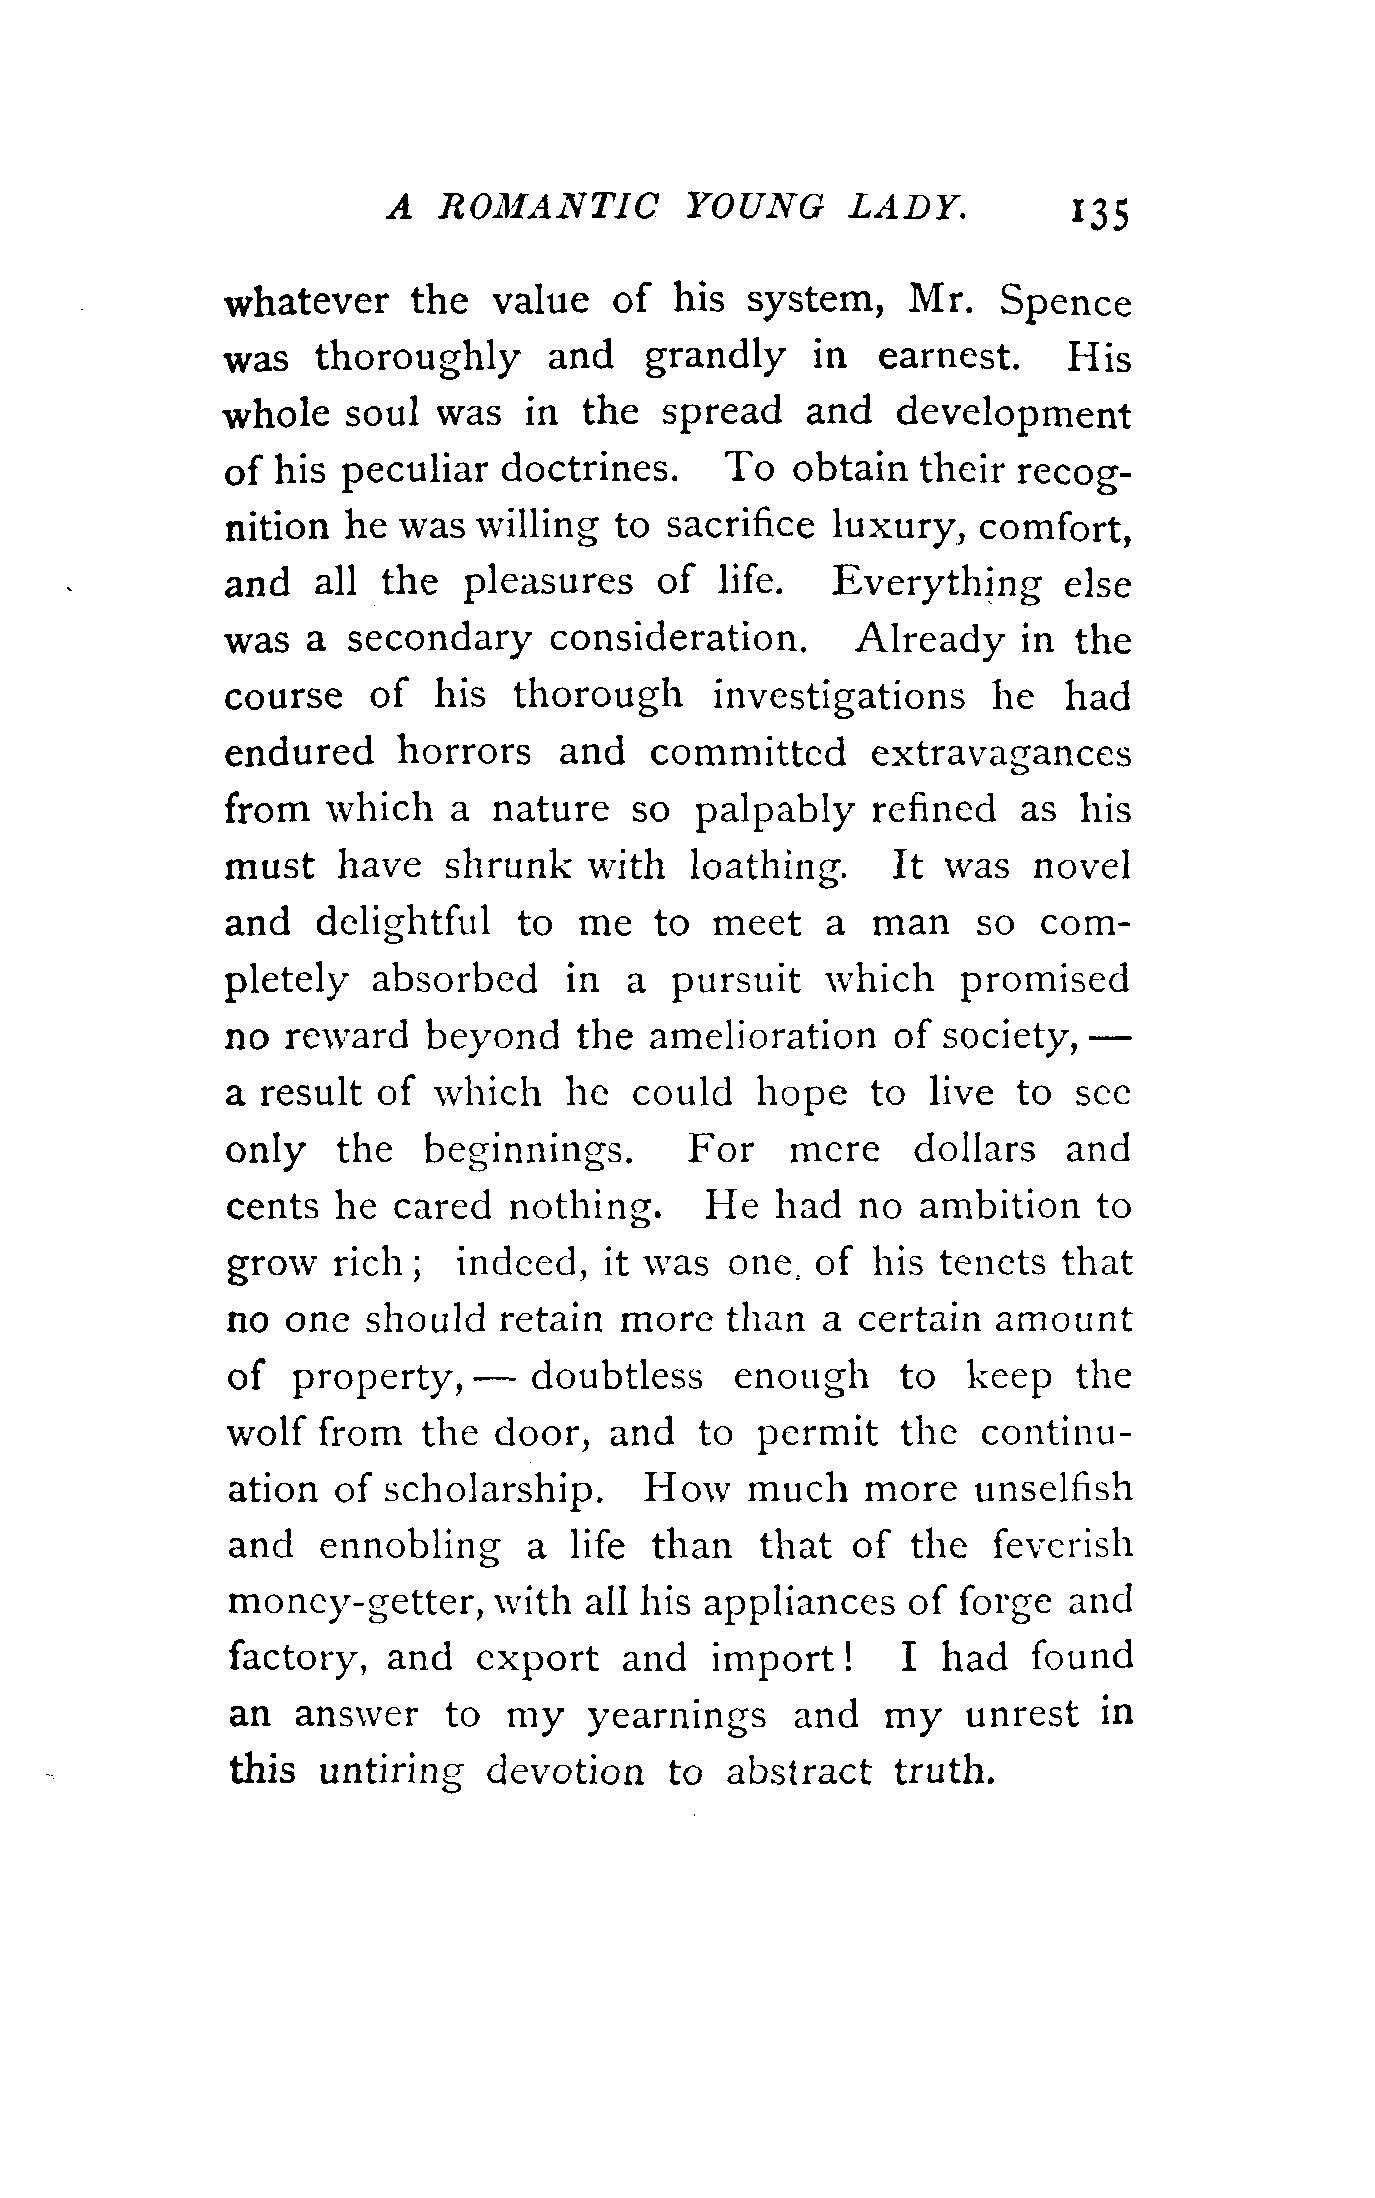 A ROMANTIC YOUNG LADY. 135
whatever the value of his system, Mr. Spence
was thoroughly and grandly in earnest. His
whole soul was in the spread and development
of his peculiar doctrines. To obtain their recog-
nition he was willing to sacrifice luxury, comfort,
and all the pleasures of life. Everything else
was a secondary consideration. Already in the
course of his thorough investigations he had
endured horrors and committed extravagances
from which a nature so palpably refined as his
must have shrunk with loathing. It was novel
and delightful to me to meet a man so com-
pletely absorbed in a pursuit which promised
no reward beyond the amelioration of society, —
a result of which he could hope to live to see
only the beginnings. For mere dollars and
cents he cared nothing. He had no ambition to
grow rich; indeed, it was one of his tenets that
no one should retain more than a certain amount
of property, — doubtless enough to keep the
wolf from the door, and to permit the continu-
ation of scholarship. How much more unselfish
and ennobling a life than that of the feverish
money-getter, with all his appliances of forge and
factory, and export and import! I had found
an answer to my yearnings and my unrest in
this untiring devotion to abstract truth.